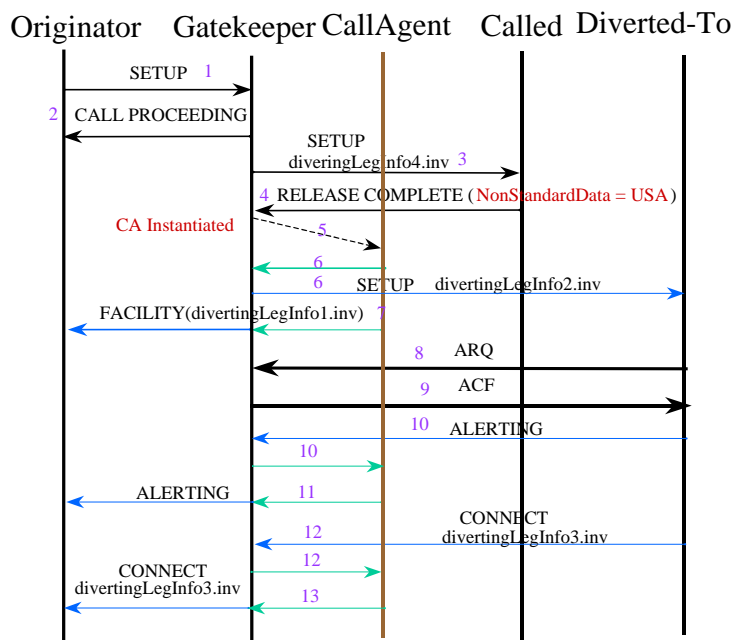 Originator Gatekeeper CallAgent Called Diverted-To
SETUP 1
2 CALL PROCEEDING
SETUP
diveringLegInfo4.inv 3
4 RELEASE COMPLETE (NonStandardData = USA)
CA Instantiated 5
6
6 SETUP divertingLegInfo2.inv
FACILITY(divertingLegInfo1.inv) 7
8 ARQ
9 ACF
10 ALERTING
10
ALERTING 11
CONNECT
12 divertingLegInfo3.inv
12
CONNECT
divertingLegInfo3.inv 13